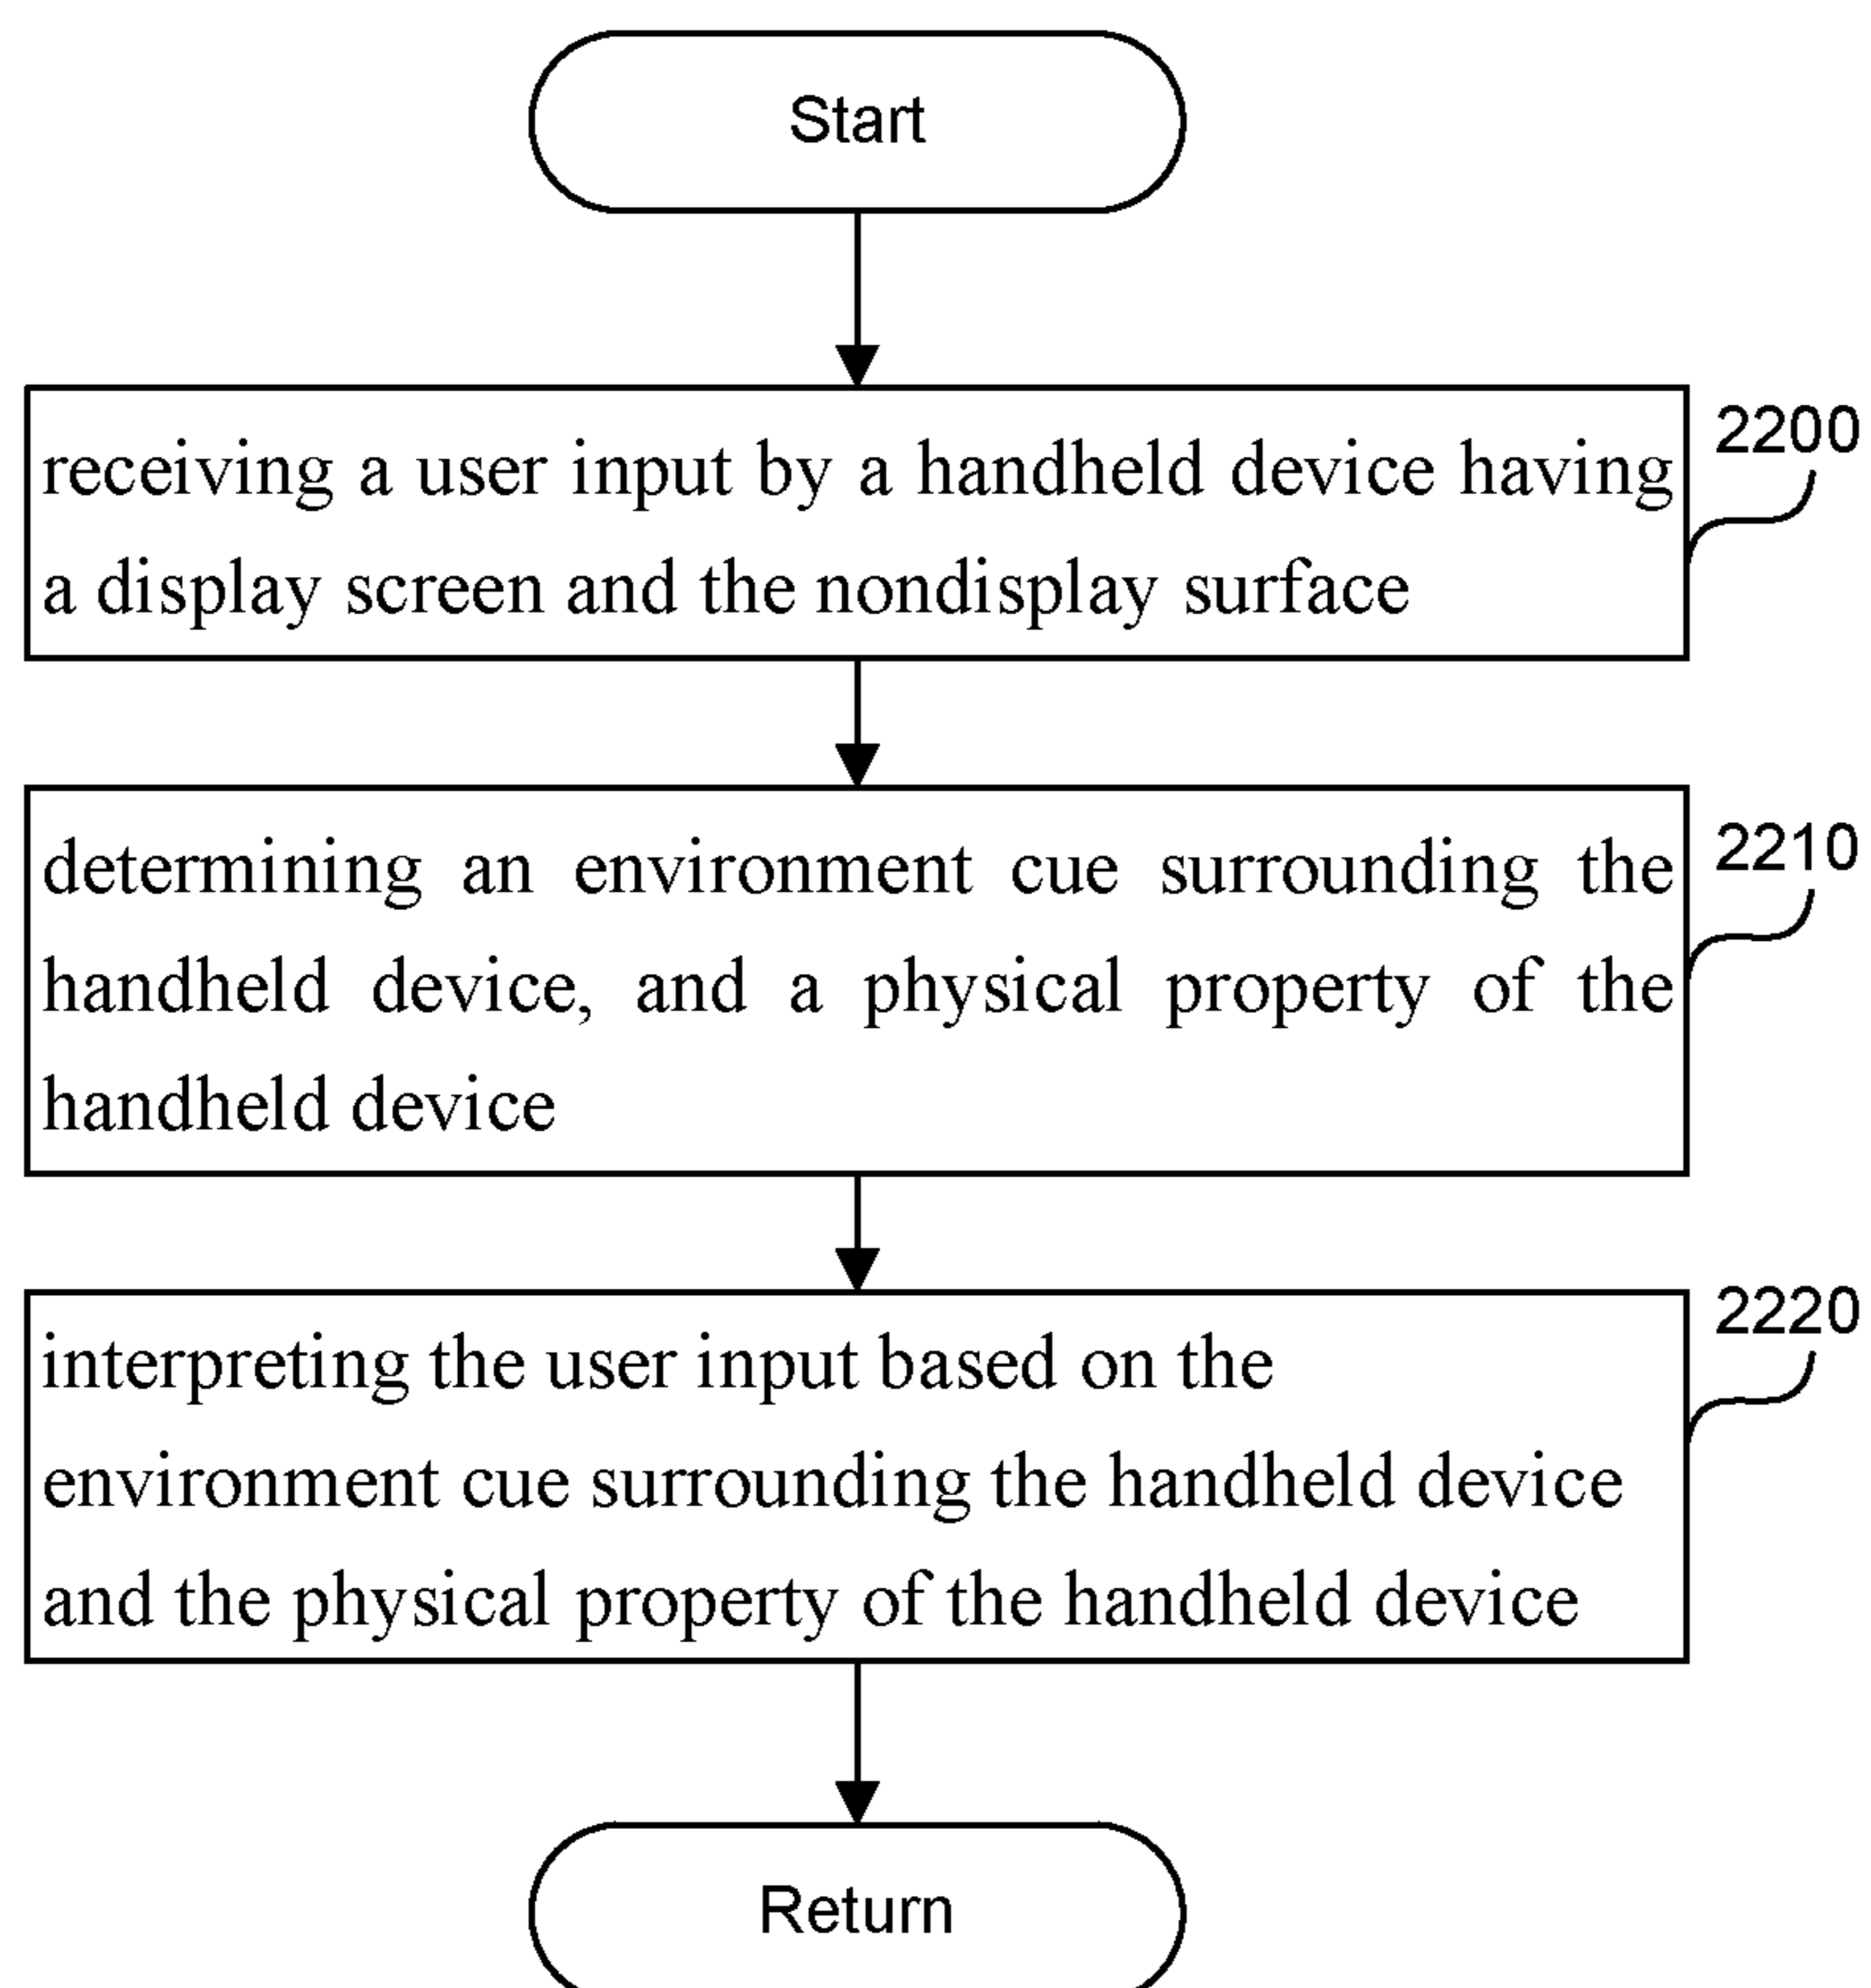 Start
receiving a user input by a handheld device having
a display screen and the nondisplay surface
2200
determining an environment cue surrounding the
handheld device, and a physical property of the
handheld device
2210
interpreting the user input based on the
environment cue surrounding the handheld device
and the physical property of the handheld device
2220
Return